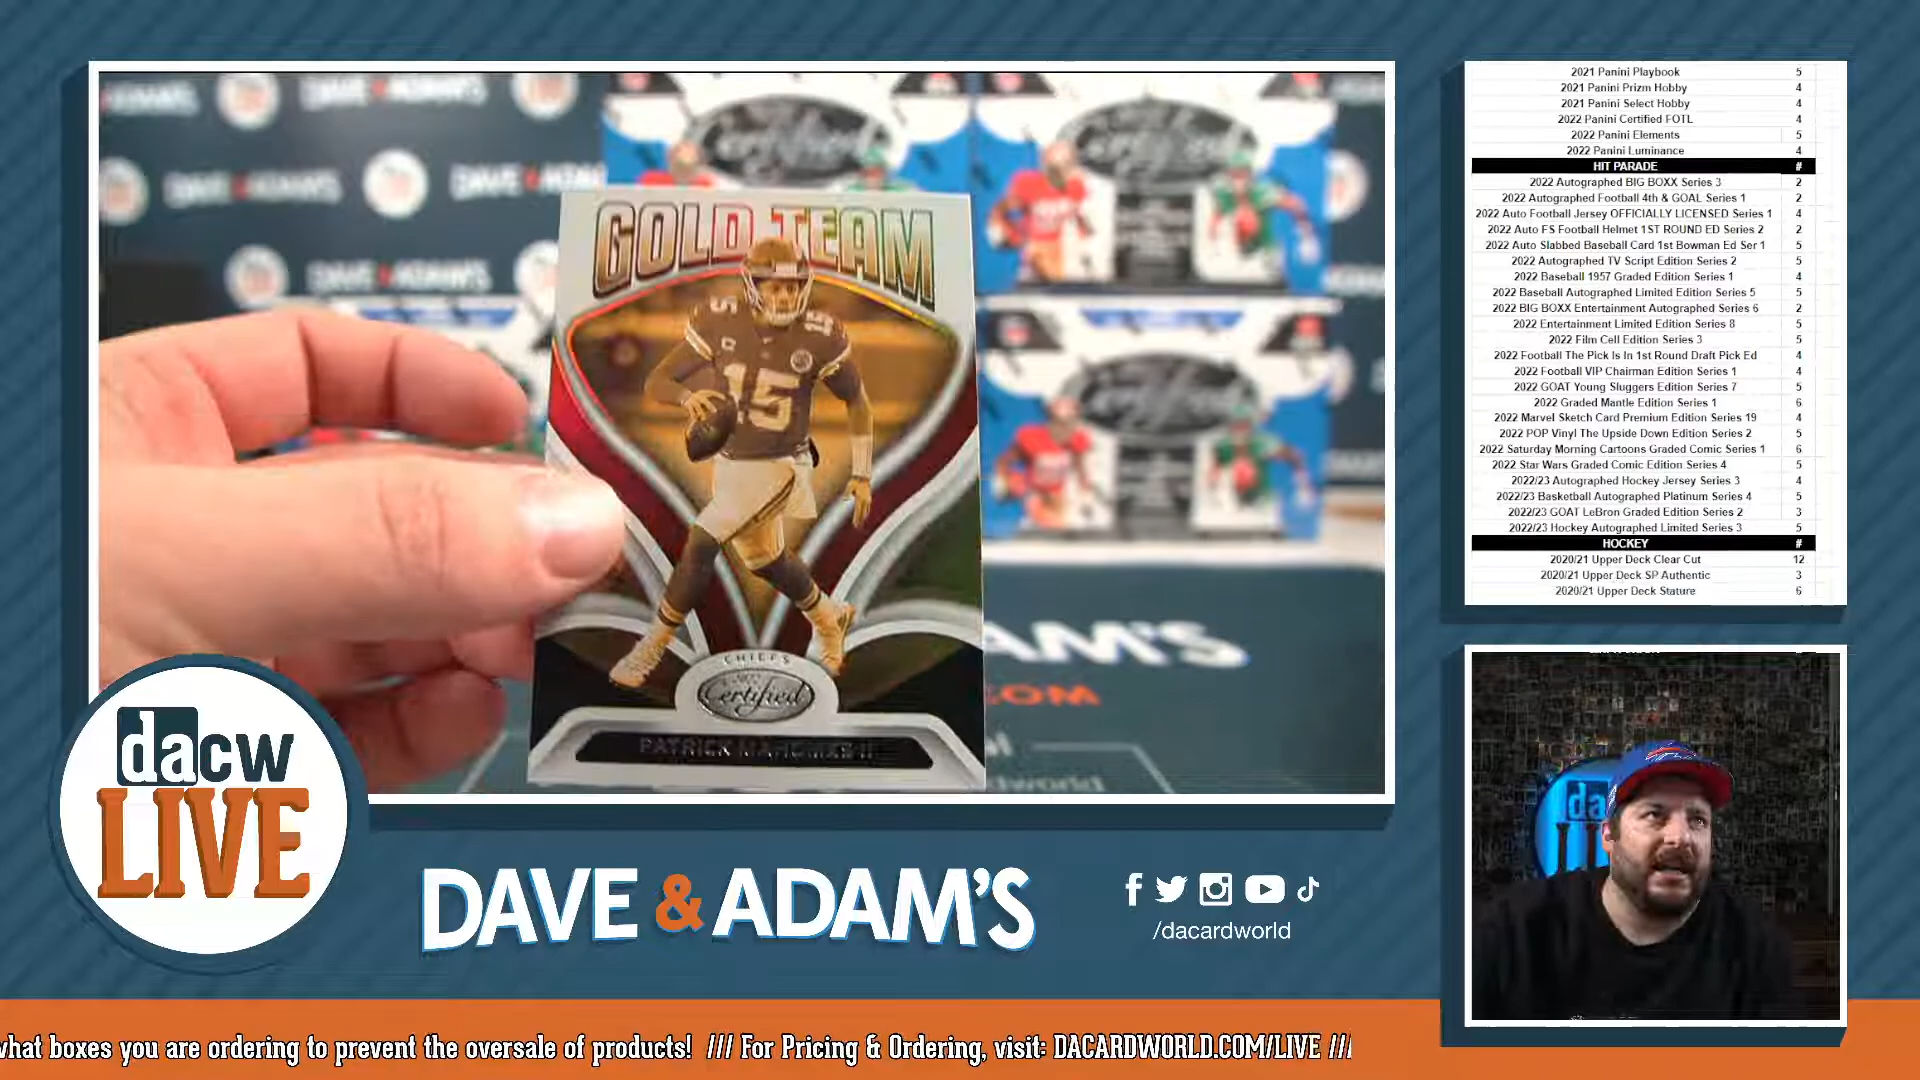 DAVE & ADAM'S
DAVE & ADAM'S
Certified
Certified
GOLD TEAM
15
15
CHIEFS
Certified
PATRICK
AM'S
.COM
dacw
LIVE
DAVE & ADAM'S
/dacardworld
2021 Panini Playbook 5
2021 Panini Prizm Hobby 4
2021 Panini Select Hobby 4
2022 Panini Certified FOTL 4
2022 Panini Elements 5
2022 Panini Luminance 4
HIT PARADE #
2022 Autographed BIG BOXX Series 3 2
2022 Autographed Football 4th & GOAL Series 1 2
2022 Auto Football Jersey OFFICIALLY LICENSED Series 1 4
2022 Auto FS Football Helmet 1ST ROUND ED Series 2 2
2022 Auto Slabbed Baseball Card 1st Bowman Ed Ser 1 5
2022 Autographed TV Script Edition Series 2 5
2022 Baseball 1957 Graded Edition Series 1 4
2022 Baseball Autographed Limited Edition Series 5 5
2022 BIG BOXX Entertainment Autographed Series 6 2
2022 Entertainment Limited Edition Series 8 5
2022 Film Cell Edition Series 3 5
2022 Football The Pick Is In 1st Round Draft Pick Ed 4
2022 Football VIP Chairman Edition Series 1 4
2022 GOAT Young Sluggers Edition Series 7 5
2022 Graded Mantle Edition Series 1 6
2022 Marvel Sketch Card Premium Edition Series 19 4
2022 POP Vinyl The Upside Down Edition Series 2 5
2022 Saturday Morning Cartoons Graded Comic Series 1 6
2022 Star Wars Graded Comic Edition Series 4 5
2022/23 Autographed Hockey Jersey Series 3 4
2022/23 Basketball Autographed Platinum Series 4 5
2022/23 GOAT LeBron Graded Edition Series 2 3
2022/23 Hockey Autographed Limited Series 3 5
HOCKEY #
2020/21 Upper Deck Clear Cut 12
2020/21 Upper Deck SP Authentic 3
2020/21 Upper Deck Stature 6
da
what boxes you are ordering to prevent the oversale of products! /// For Pricing & Ordering, visit: DACARDWORLD.COM/LIVE ///